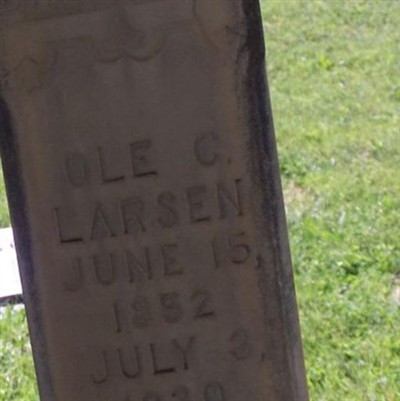 OLE C.
LARSEN
JUNE 15,
1852
JULY 3,